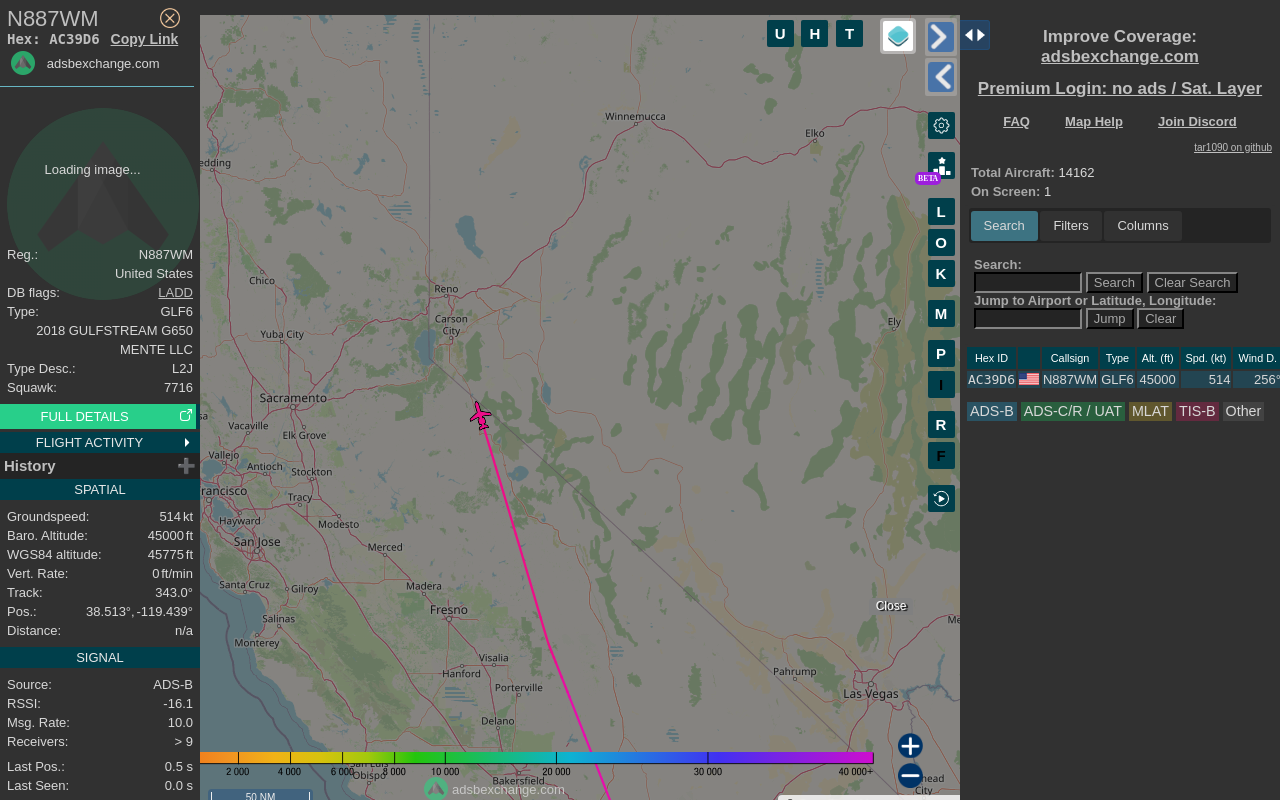 N887WM
Hex: AC39D6 Copy Link
adsbexchange.com
Loading image...
Reg.: N887WM
United States
DB flags: LADD
Type: GLF6
2018 GULFSTREAM G650
MENTE LLC
Type Desc.: L2J
Squawk: 7716
FULL DETAILS
FLIGHT ACTIVITY
History
SPATIAL
Groundspeed: 514 kt
Baro. Altitude: 45000 ft
WGS84 altitude: 45775 ft
Vert. Rate: 0 ft/min
Track: 343.0°
Pos.: 38.513°, -119.439°
Distance: n/a
SIGNAL
Source: ADS-B
RSSI: -16.1
Msg. Rate: 10.0
Receivers: > 9
Last Pos.: 0.5 s
Last Seen: 0.0 s
U H T
Winnemucca
Elko
edding
BETA
L
O
K
M
P
I
R
F
Chico
Reno
Carson
City
Yuba City
Ely
Sacramento
sa
Vacaville
Elk Grove
Vallejo
Antioch
Stockton
rancisco
Tracy
Hayward
Modesto
San Jose
Merced
Santa Cruz
Gilroy
Madera
Salinas
Fresno
Close
Me
Monterey
Visalia
Hanford
Pahrump
Porterville
Las Vegas
Delano
2 000 4 000 6 000 8 000 10 000 20 000 30 000 40 000+
San Luis
Obispo
Bakersfield
head
City
adsbexchange.com
50 NM
Improve Coverage:
adsbexchange.com
Premium Login: no ads / Sat. Layer
FAQ Map Help Join Discord
tar1090 on github
Total Aircraft: 14162
On Screen: 1
Search Filters Columns
Search:
Search Clear Search
Jump to Airport or Latitude, Longitude:
Jump Clear
Hex ID Callsign Type Alt. (ft) Spd. (kt) Wind D.
AC39D6 N887WM GLF6 45000 514 256°
ADS-B ADS-C/R / UAT MLAT TIS-B Other